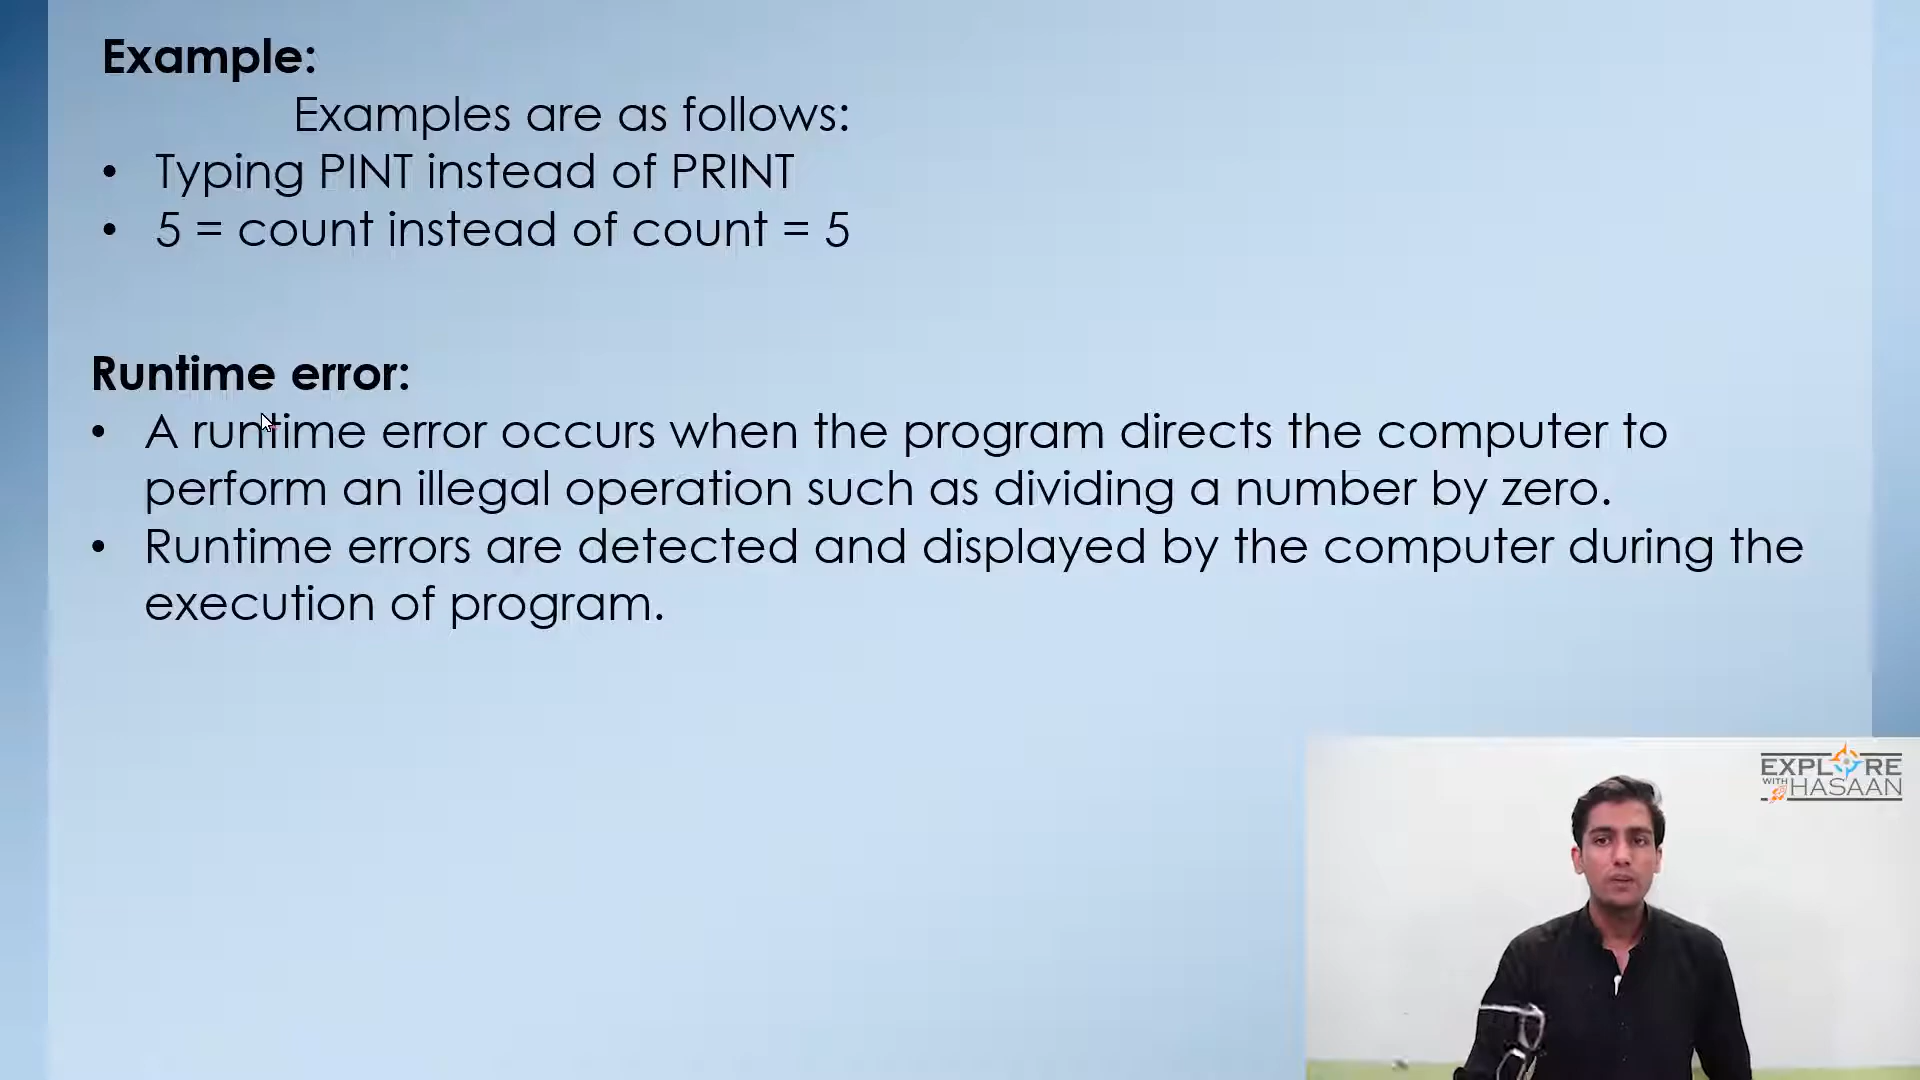 Example:
Examples are as follows:
• Typing PINT instead of PRINT
• 5 = count instead of count = 5
Runtime error:
• A runtime error occurs when the program directs the computer to
perform an illegal operation such as dividing a number by zero.
• Runtime errors are detected and displayed by the computer during the
execution of program.
EXPLORE
WITH HASAAN